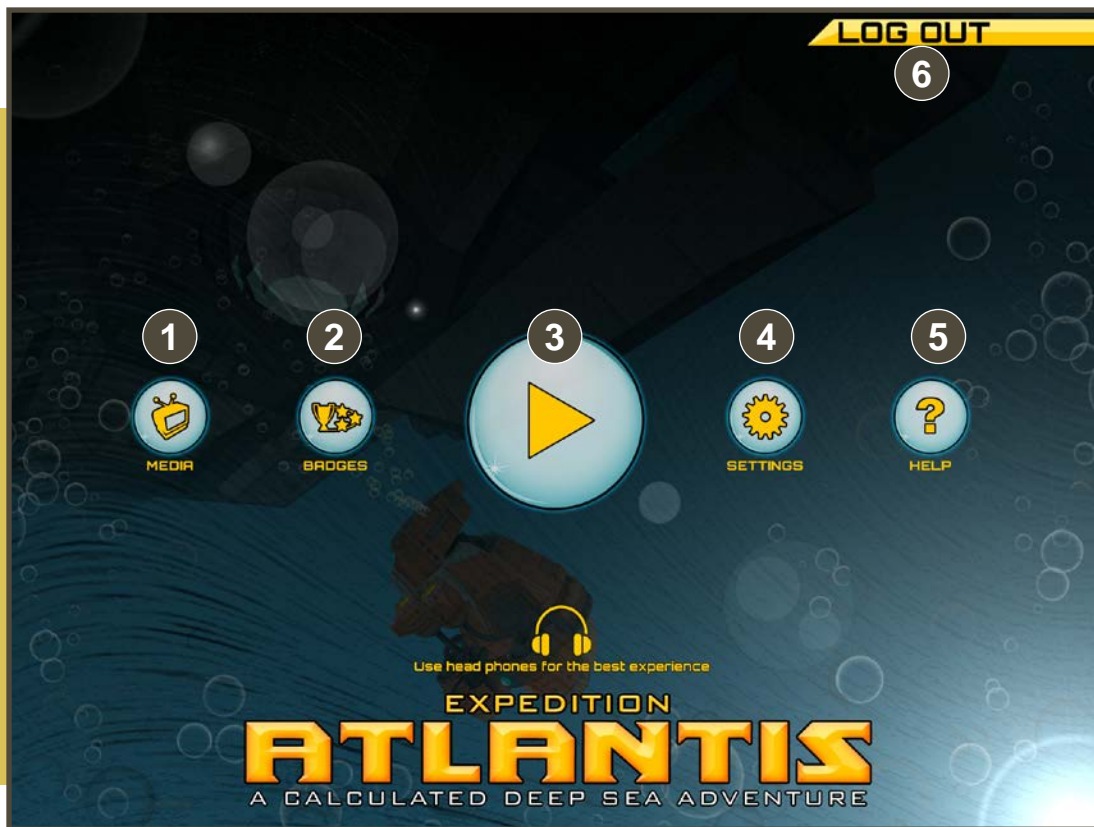 LOG OUT
6
1
2
3
4
5
MEDIA
BADGES
SETTINGS
HELP
Use head phones for the best experience
EXPEDITION
ATLANTIS
A CALCULATED DEEP SEA ADVENTURE